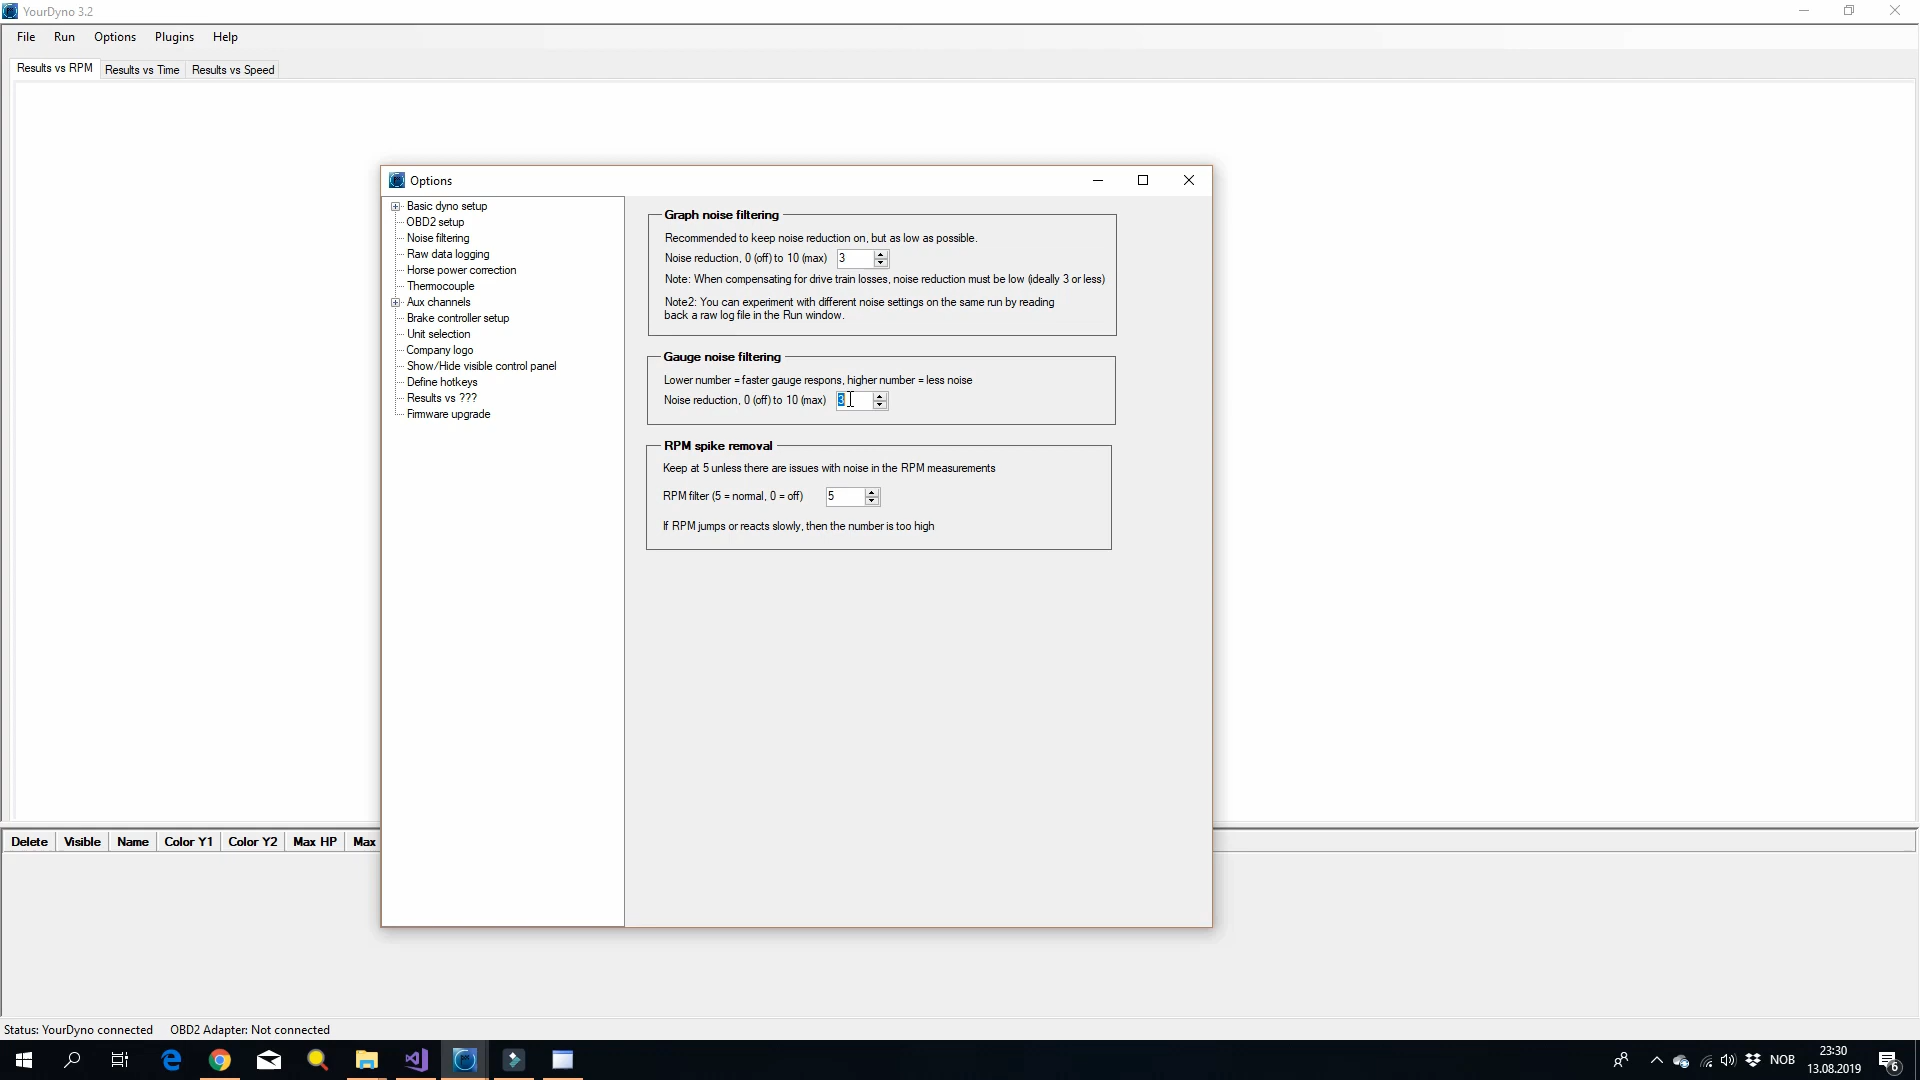 YourDyno 3.2
File Run Options Plugins Help
Results vs RPM Results vs Time Results vs Speed
Options
Basic dyno setup
OBD2 setup
Noise filtering
Raw data logging
Horse power correction
Thermocouple
Aux channels
Brake controller setup
Unit selection
Company logo
Show/Hide visible control panel
Define hotkeys
Results vs ???
Firmware upgrade
Graph noise filtering
Recommended to keep noise reduction on, but as low as possible.
Noise reduction, 0 (off) to 10 (max) 3
Note: When compensating for drive train losses, noise reduction must be low (ideally 3 or less)
Note2: You can experiment with different noise settings on the same run by reading
back a raw log file in the Run window.
Gauge noise filtering
Lower number = faster gauge respons, higher number = less noise
Noise reduction, 0 (off) to 10 (max) 3
RPM spike removal
Keep at 5 unless there are issues with noise in the RPM measurements
RPM filter (5 = normal, 0 = off) 5
If RPM jumps or reacts slowly, then the number is too high
Delete Visible Name Color Y1 Color Y2 Max HP Max
Status: YourDyno connected OBD2 Adapter: Not connected
NOB
23:30
13.08.2019
6